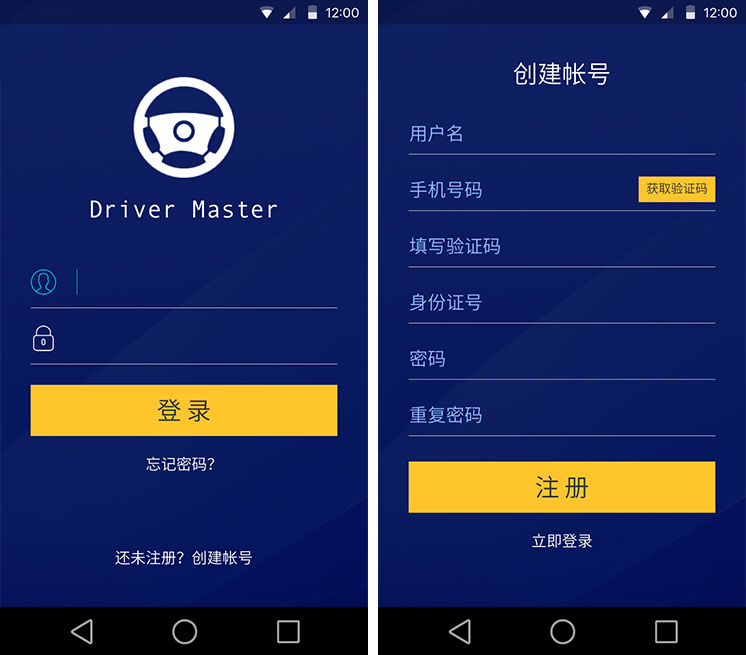 12:00
Driver Master
0
登录
忘记密码?
还未注册? 创建帐号
12:00
创建帐号
用户名
手机号码
获取验证码
填写验证码
身份证号
密码
重复密码
注册
立即登录